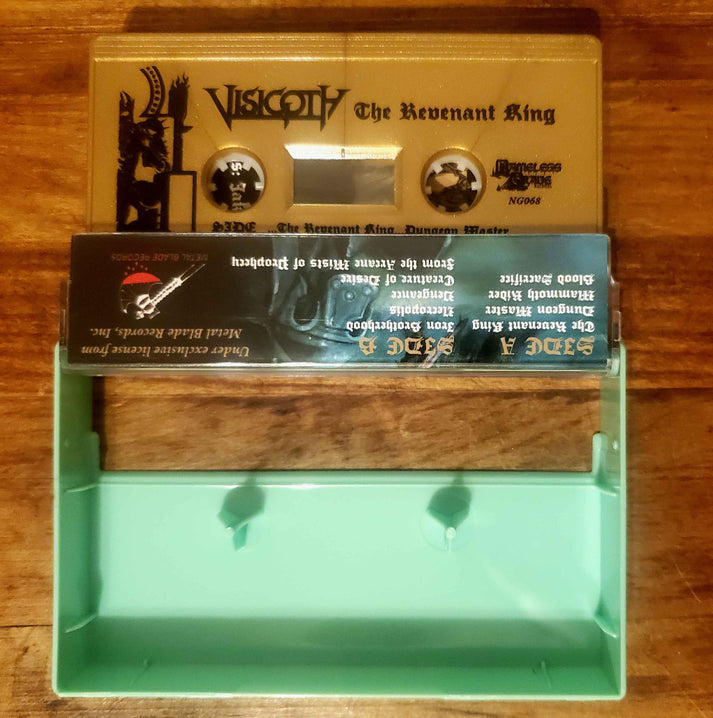 VISIGOTH
The Revenant King
NAMELESS
GRAVE
NG068
SIDE ..The Revenant King...Dungeon Master
SIDE A
The Revenant King
Dungeon Master
Mammoth Rider
Blood Sacrifice
SIDE B
Iron Brotherhood
Necropolis
Vengeance
Creature of Desire
From the Arcane Mists of Prophecy
Under exclusive license from
Metal Blade Records, Inc.
METAL BLADE RECORDS